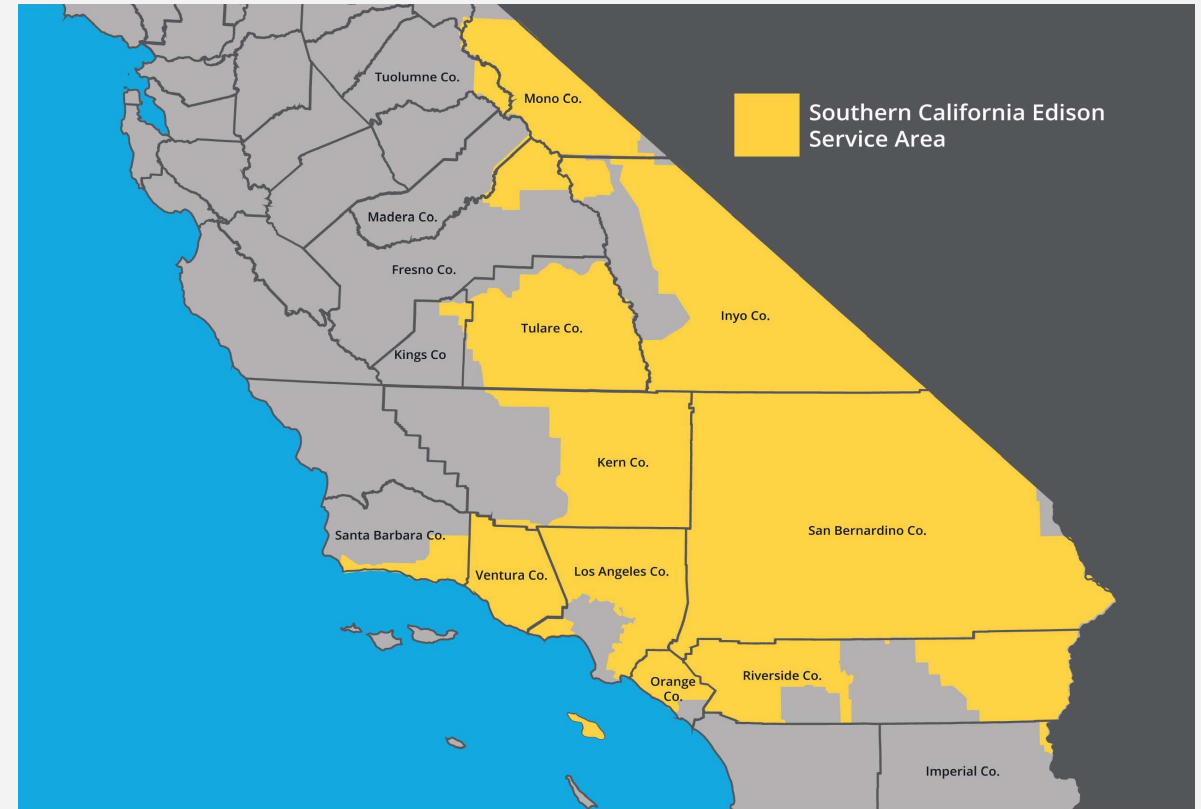 Tuolumne Co.
Mono Co.
Southern California Edison
Service Area
Madera Co.
Fresno Co.
Inyo Co.
Tulare Co.
Kings Co
Kern Co.
San Bernardino Co.
Santa Barbara Co.
Ventura Co.
Los Angeles Co.
Riverside Co.
Orange
Co.
Imperial Co.